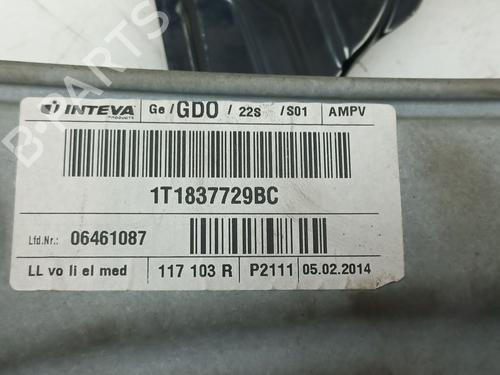 INTEVA PRODUCTS Ge/GDO/22S/S01 AMPV
1T1837729BC
Lfd.Nr.: 06461087
LL vo li el med 117 103 R P2111 05.02.2014
B-PARTS